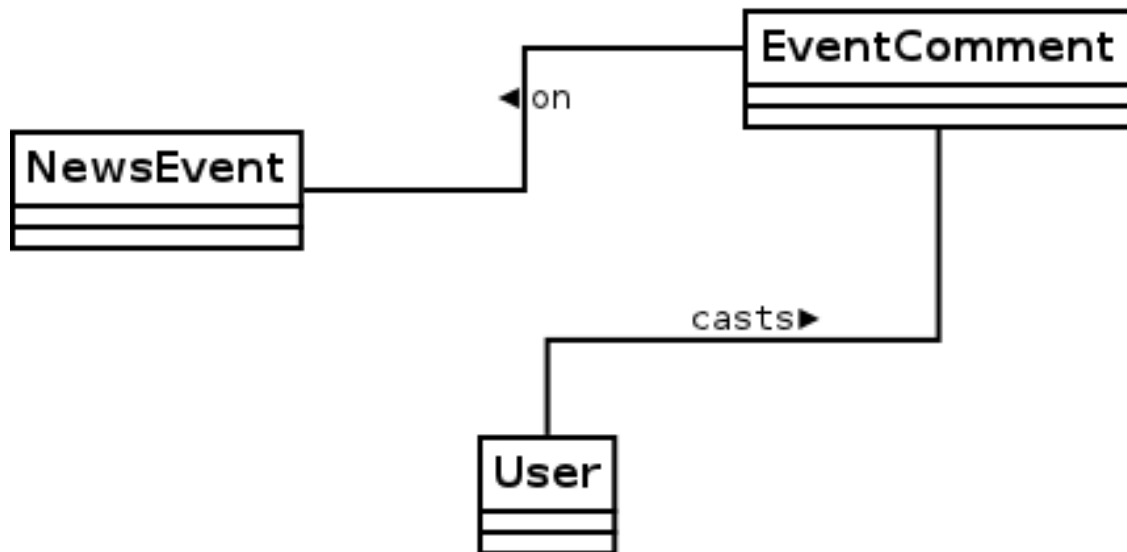 EventComment
◄ on
NewsEvent
casts►
User